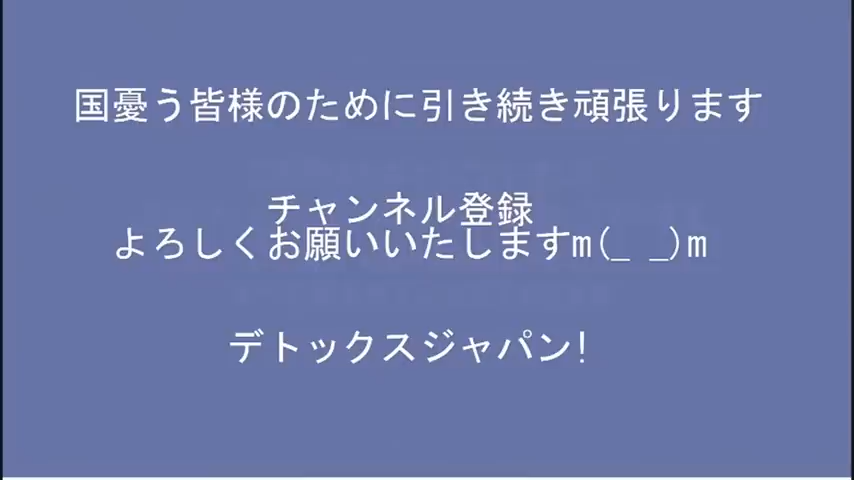 国憂う皆様のために引き続き頑張ります
チャンネル登録
よろしくお願いいたしますm(_ _)m
デトックスジャパン!